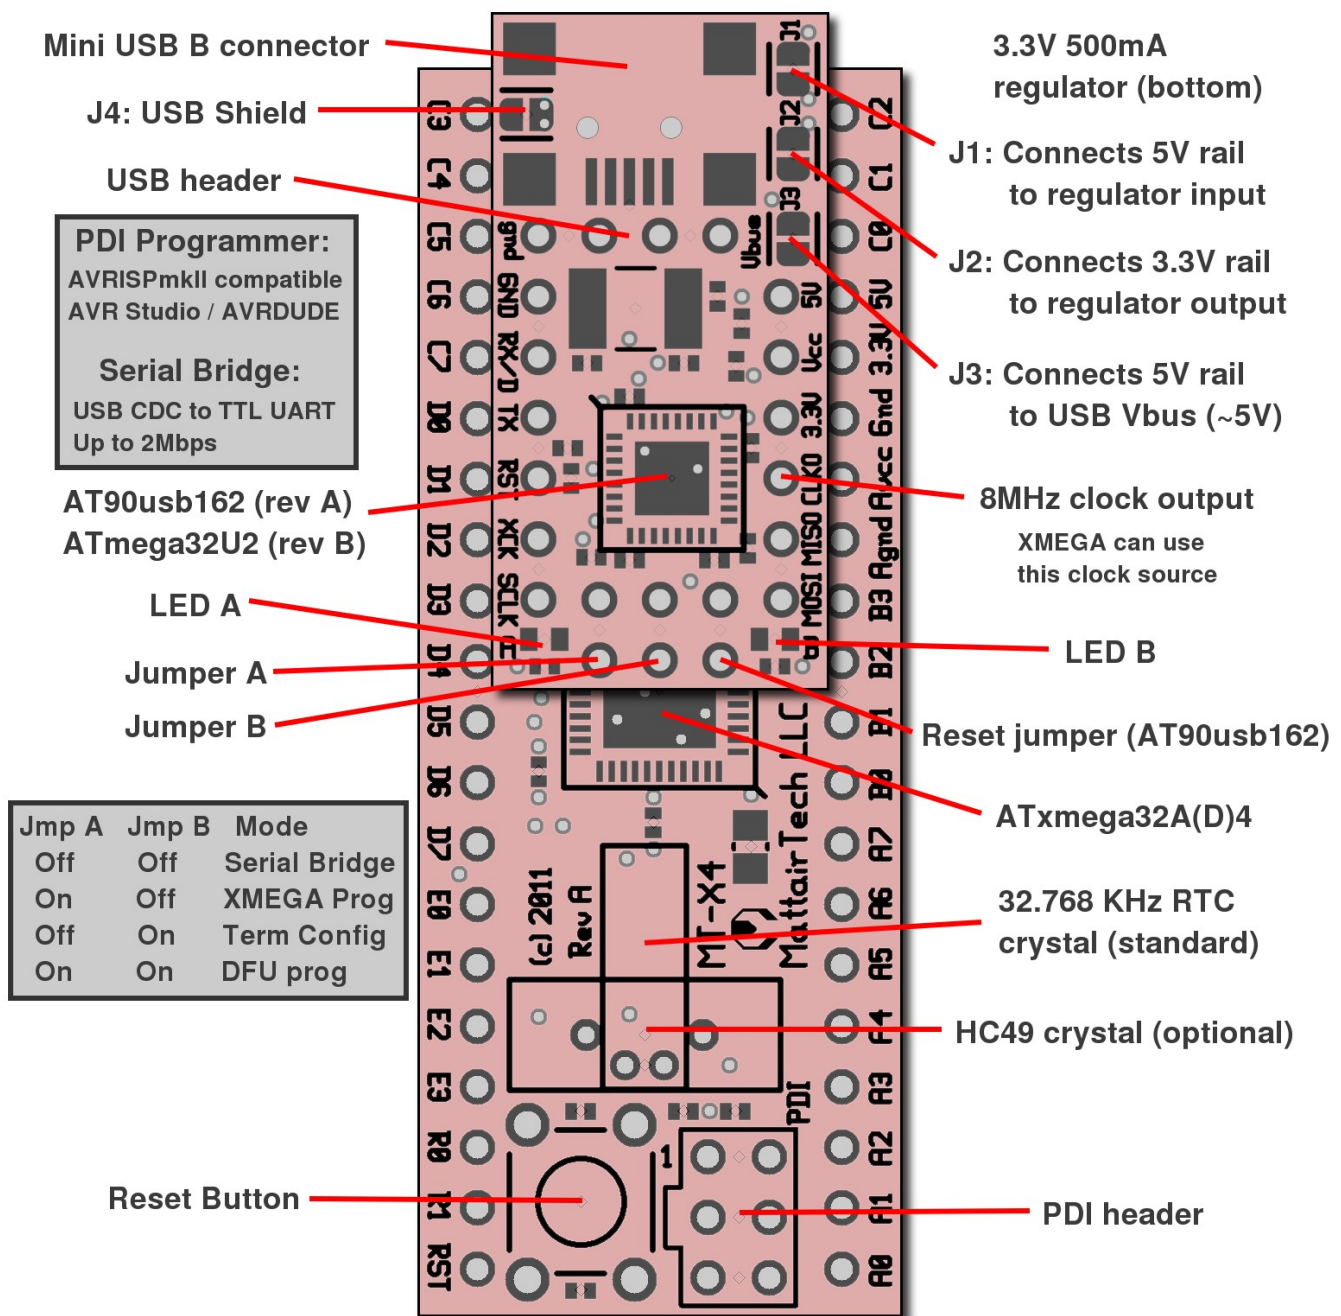 Mini USB B connector
J4: USB Shield
USB header
PDI Programmer:
AVRISPmkII compatible
AVR Studio / AVRDUDE
Serial Bridge:
USB CDC to TTL UART
Up to 2Mbps
AT90usb162 (rev A)
ATmega32U2 (rev B)
LED A
Jumper A
Jumper B
Jmp A Jmp B Mode
Off Off Serial Bridge
On Off XMEGA Prog
Off On Term Config
On On DFU prog
Reset Button
C3
C4
C5
C6
C7
D0
D1
D2
D3
D4
D5
D6
D7
E0
E1
E2
E3
R0
R1
RST
gnd
GND
RX/D
TX
RST
XCK
SCLK
J1
J2
J3
Vbus
5V
Vcc
3.3V
CLKO
MISO
MOSI
C2
C1
C0
5V
3.3V
Gnd
Avcc
Agnd
B3
B2
B1
B0
A7
A6
A5
A4
A3
A2
A1
A0
(c) 2011
Rev A
MT-X4
MattairTech LLC
PDI
1
3.3V 500mA
regulator (bottom)
J1: Connects 5V rail
to regulator input
J2: Connects 3.3V rail
to regulator output
J3: Connects 5V rail
to USB Vbus (~5V)
8MHz clock output
XMEGA can use
this clock source
LED B
Reset jumper (AT90usb162)
ATxmega32A(D)4
32.768 KHz RTC
crystal (standard)
HC49 crystal (optional)
PDI header